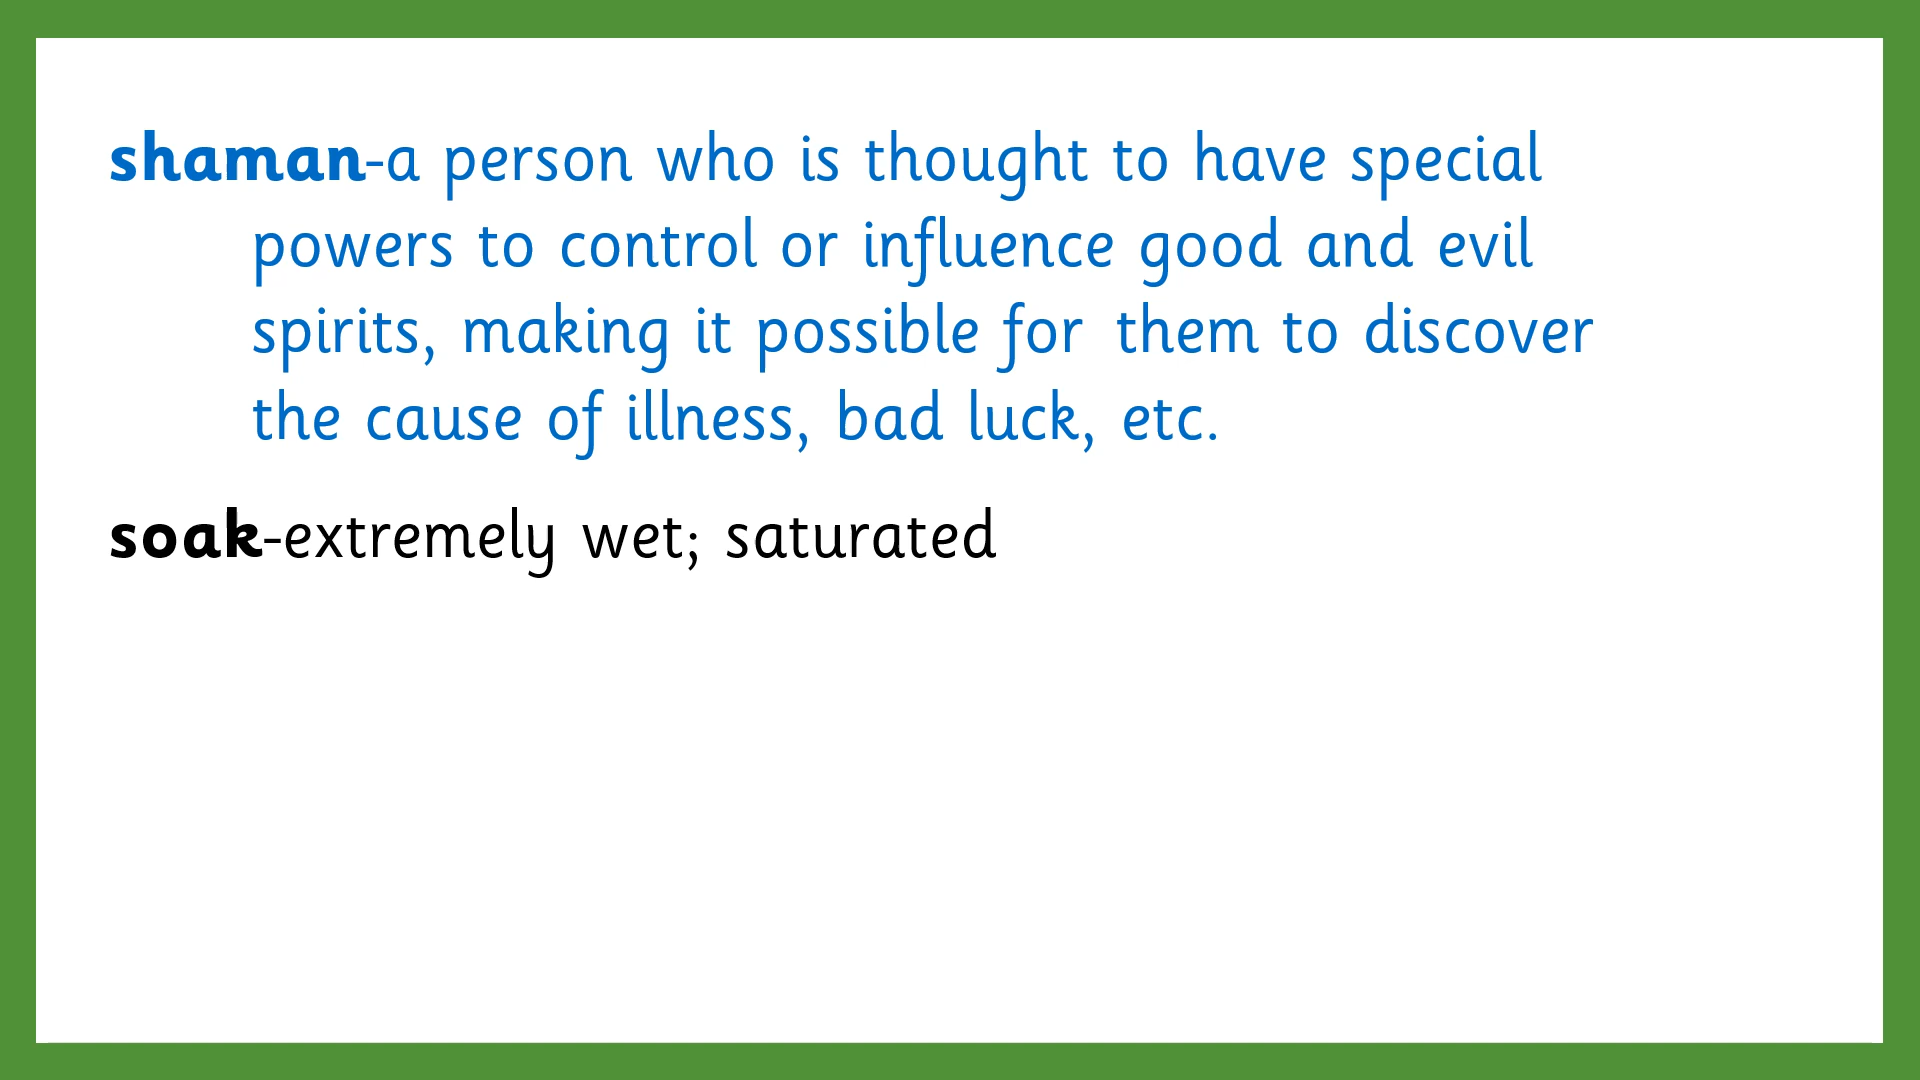 shaman-a person who is thought to have special
powers to control or influence good and evil
spirits, making it possible for them to discover
the cause of illness, bad luck, etc.
soak-extremely wet; saturated